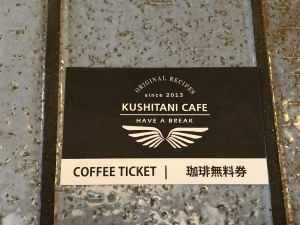 ORIGINAL RECIPES
since 2013
KUSHITANI CAFE
HAVE A BREAK
COFFEE TICKET | 珈琲無料券